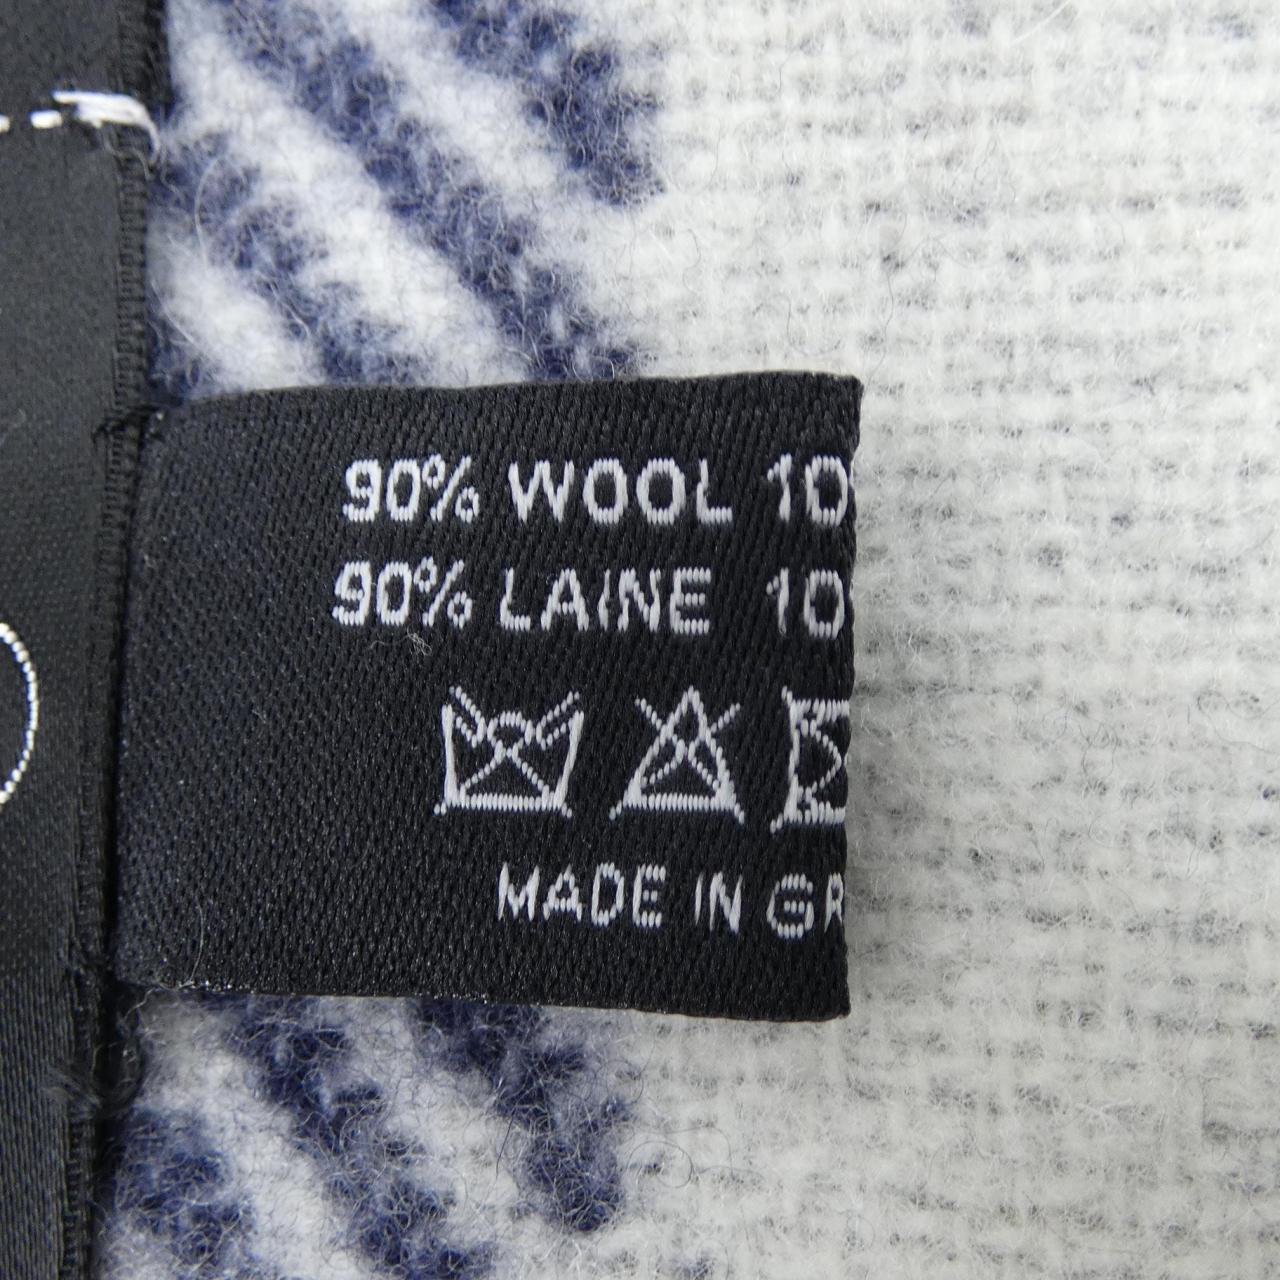 90% WOOL 10
90% LAINE 10
MADE IN GR